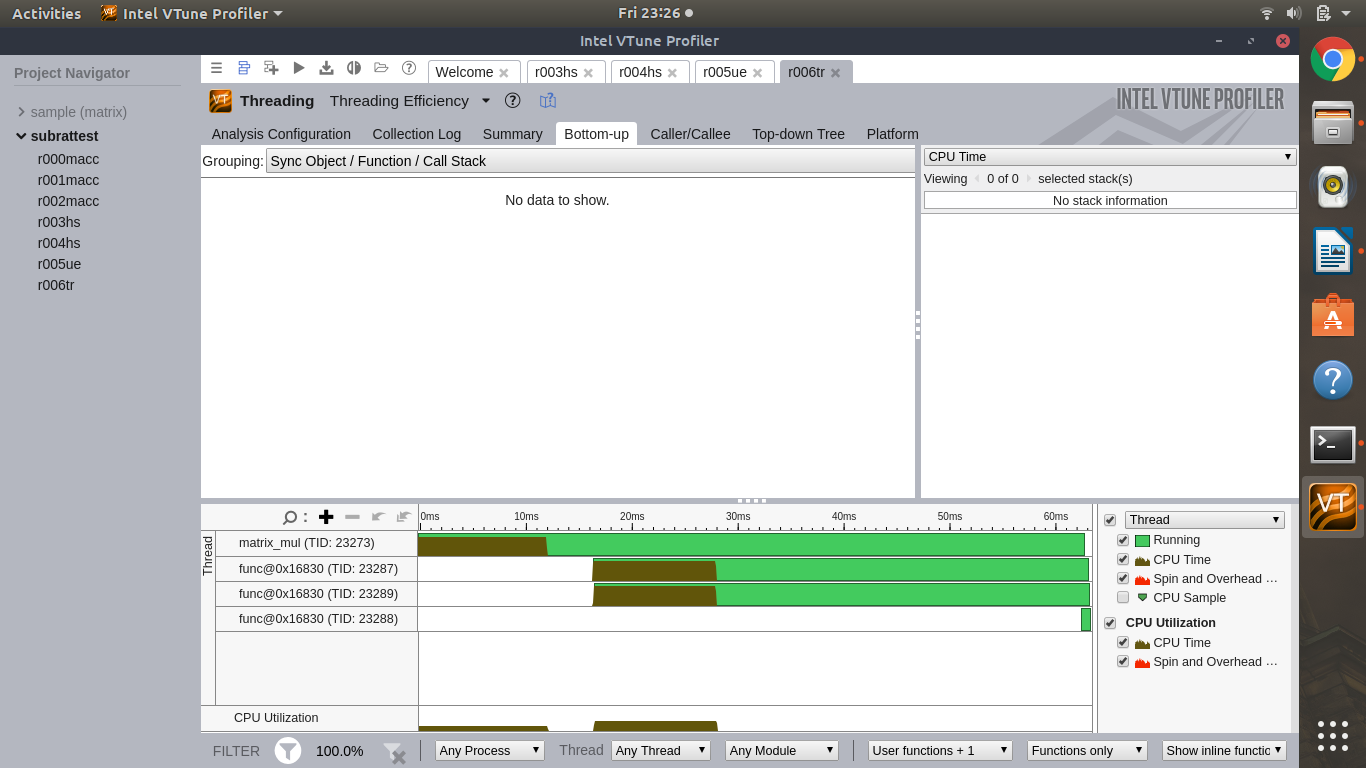 Activities Intel VTune Profiler Fri 23:26
Intel VTune Profiler
Project Navigator
sample (matrix)
subrattest
r000macc
r001macc
r002macc
r003hs
r004hs
r005ue
r006tr
Welcome r003hs r004hs r005ue r006tr
VT Threading Threading Efficiency INTEL VTUNE PROFILER
Analysis Configuration Collection Log Summary Bottom-up Caller/Callee Top-down Tree Platform
Grouping: Sync Object / Function / Call Stack
No data to show.
CPU Time
Viewing 0 of 0 selected stack(s)
No stack information
0ms 10ms 20ms 30ms 40ms 50ms 60ms
Thread
matrix_mul (TID: 23273)
func@0x16830 (TID: 23287)
func@0x16830 (TID: 23289)
func@0x16830 (TID: 23288)
CPU Utilization
Thread
Running
CPU Time
Spin and Overhead ...
CPU Sample
CPU Utilization
CPU Time
Spin and Overhead ...
FILTER 100.0% Any Process Thread Any Thread Any Module User functions + 1 Functions only Show inline functio
VT